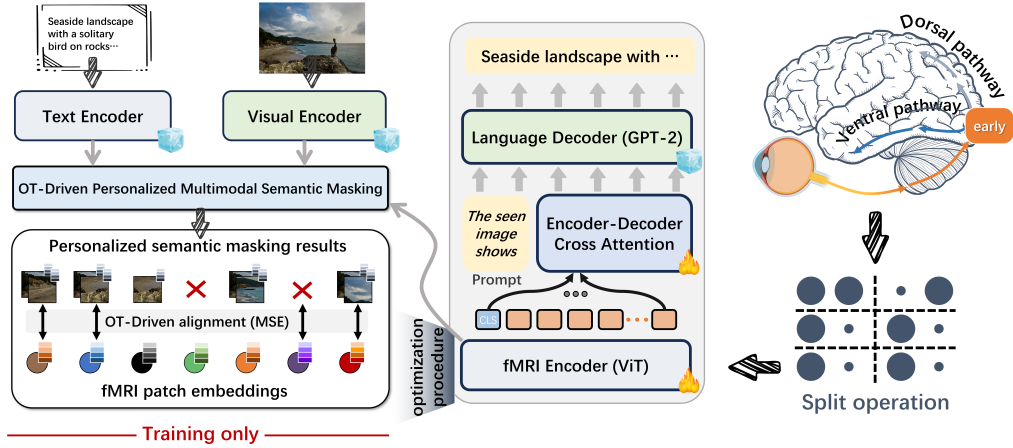 Seaside landscape
with a solitary
bird on rocks···
Text Encoder
Visual Encoder
OT-Driven Personalized Multimodal Semantic Masking
Personalized semantic masking results
OT-Driven alignment (MSE)
fMRI patch embeddings
Training only
optimization
procedure
Seaside landscape with ···
Language Decoder (GPT-2)
The seen
image
shows
Prompt
Encoder-Decoder
Cross Attention
CLS
fMRI Encoder (ViT)
Dorsal pathway
Ventral pathway
early
Split operation